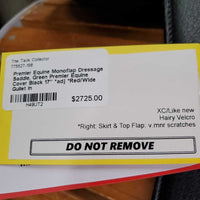 The Tack Collector
Premier Equine Monoflap Dressage
Saddle, Green Premier Equine
Cover Black 17" *adj *Red/Wide
Gullet In
H49UT2
$2725.00
XC/Like new
Hairy Velcro
*Right: Skirt & Top Flap: v mnr scratches
DO NOT REMOVE